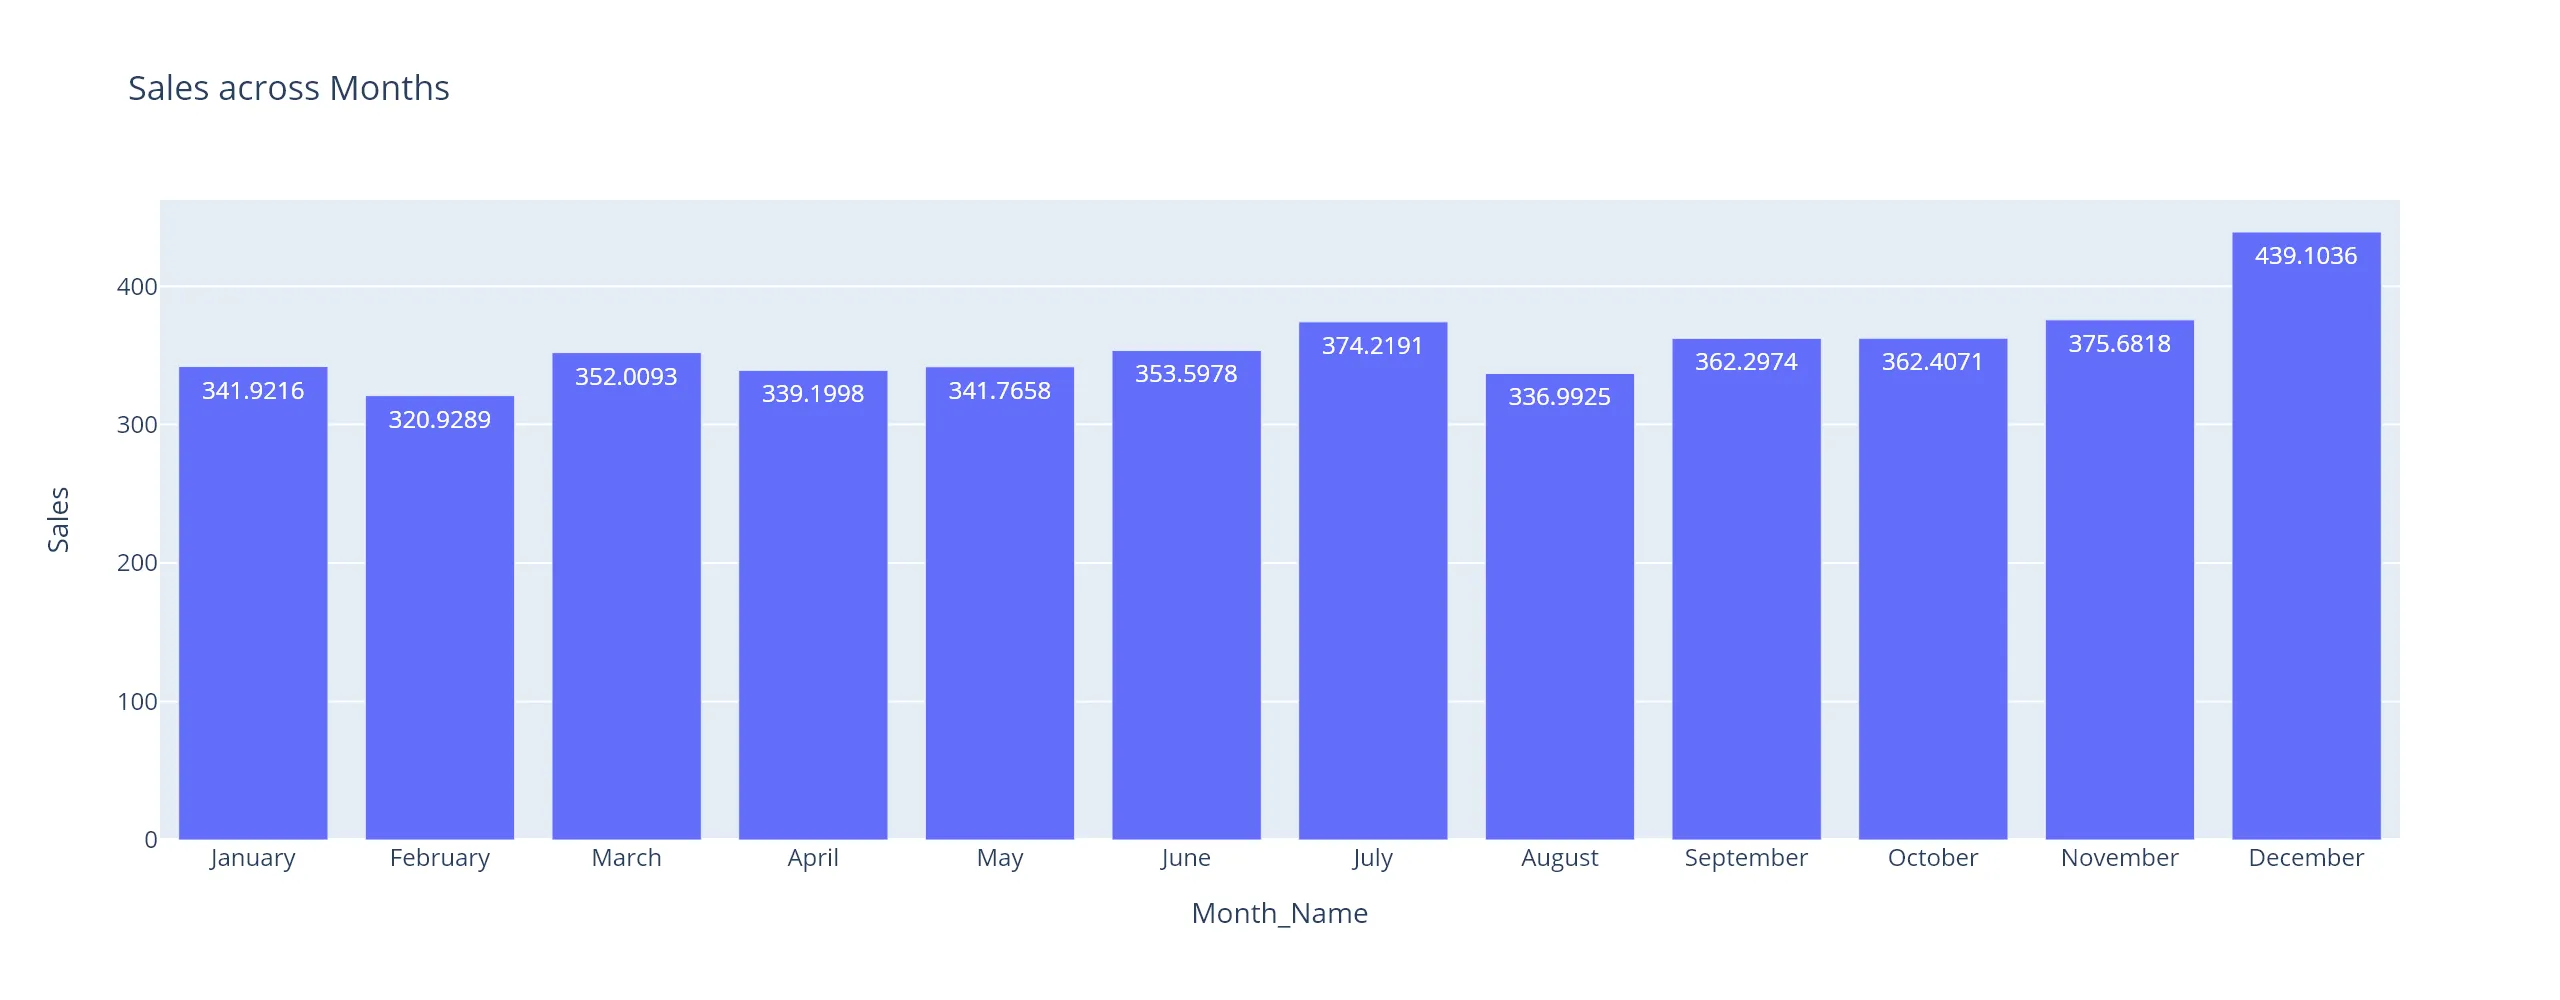 Sales across Months
Sales
400
300
200
100
0
341.9216
320.9289
352.0093
339.1998
341.7658
353.5978
374.2191
336.9925
362.2974
362.4071
375.6818
439.1036
January
February
March
April
May
June
July
August
September
October
November
December
Month_Name